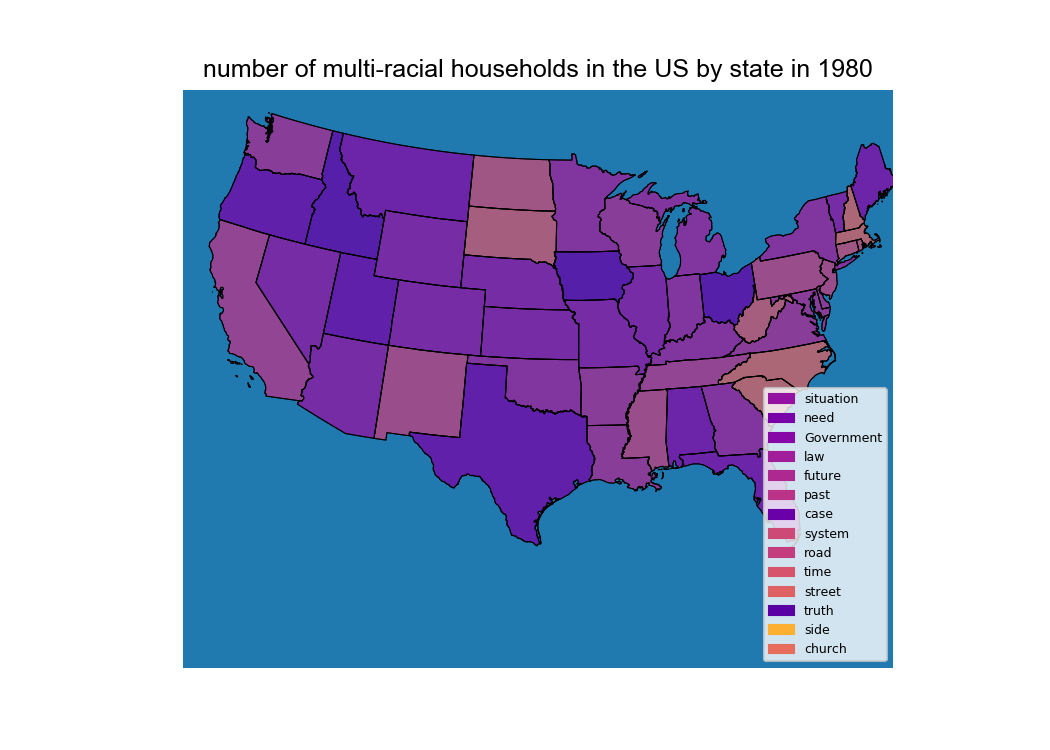 number of multi-racial households in the US by state in 1980
situation
need
Government
law
future
past
case
system
road
time
street
truth
side
church